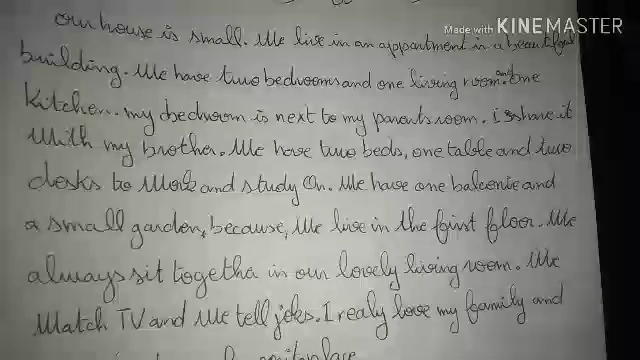 Made with KINEMASTER
our house is small. We live in an appartment in a beautiful
building. We have two bedrooms and one living room and one
Kitchen. my bedroom is next to my parents room. i share it
With my brother. We have two beds, one table and two
desks to Work and study On. We have one balconie and
a small garden, because, We live in the first floor. We
always sit togetha in our lovely living room. We
Watch TV and We tell joks. I realy love my family and